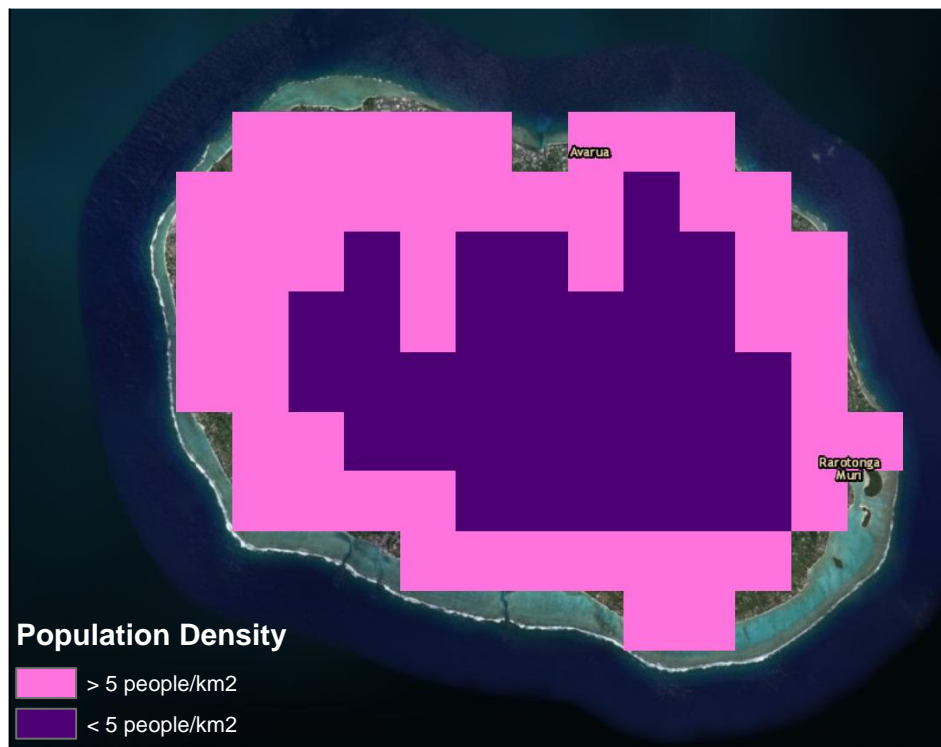 Avarua
Rarotonga
Muri
Population Density
> 5 people/km2
< 5 people/km2